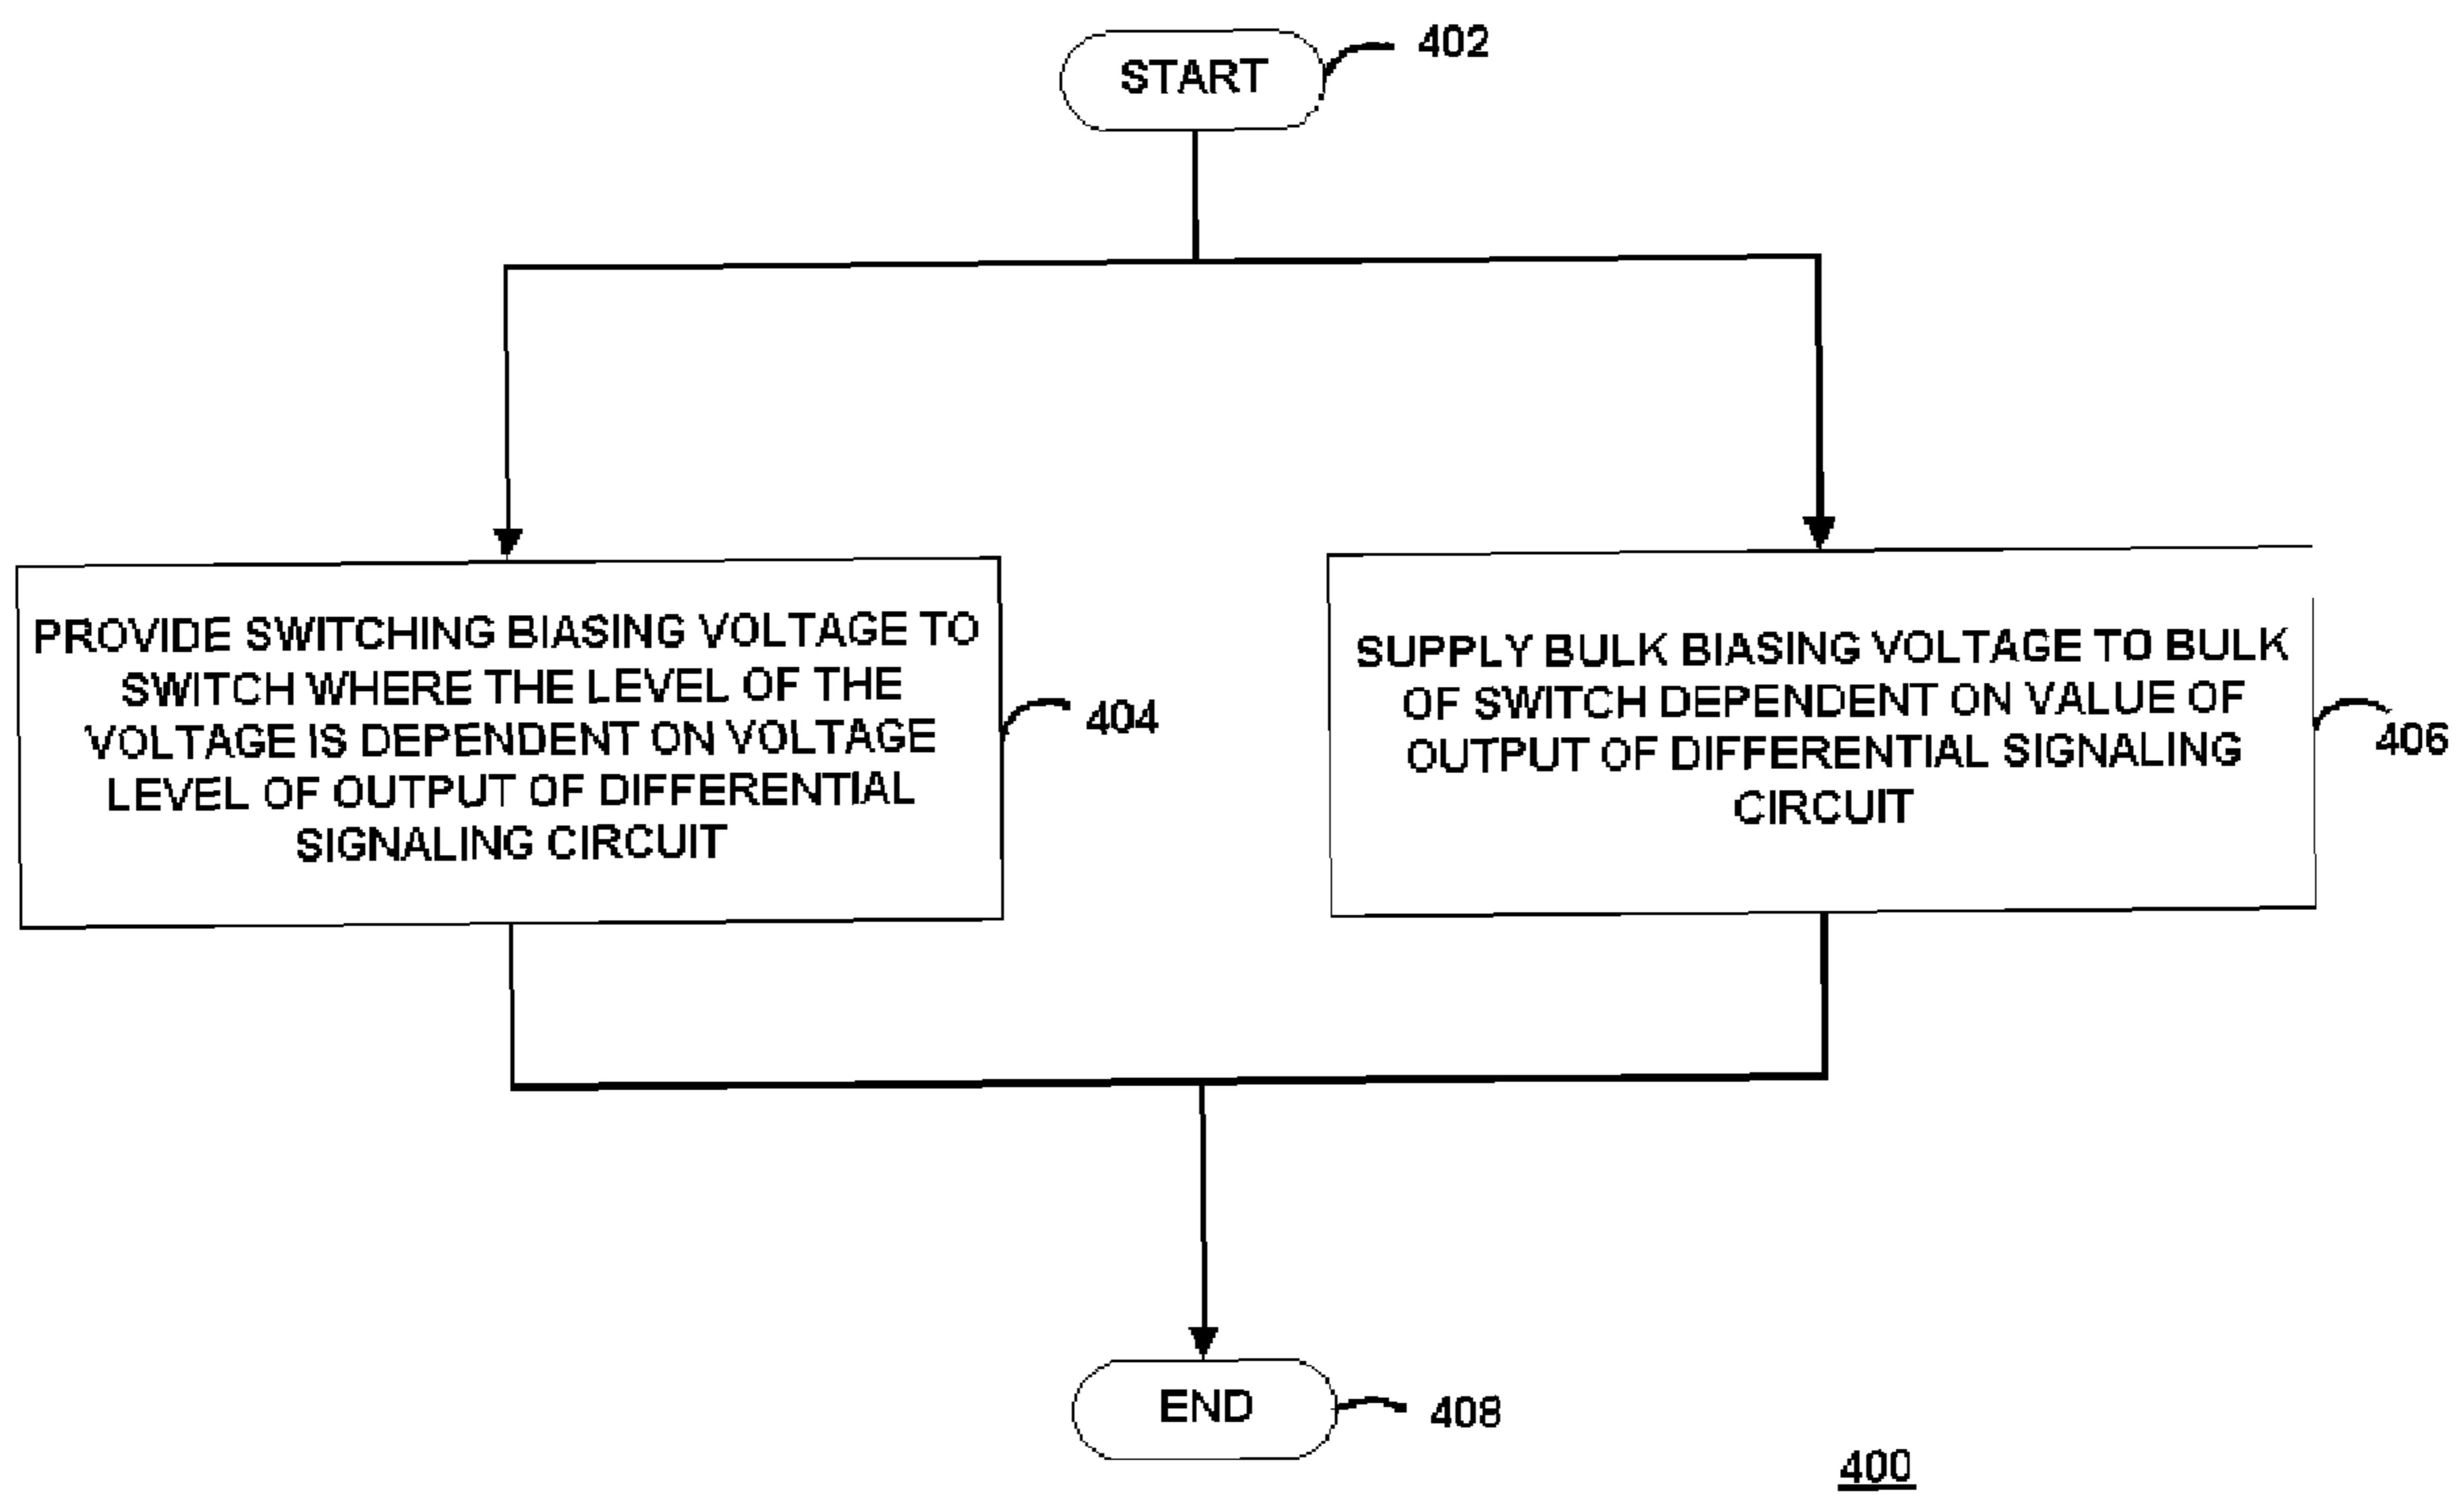 START
402
PROVIDE SWITCHING BIASING VOLTAGE TO
SWITCH WHERE THE LEVEL OF THE
VOLTAGE IS DEPENDENT ON VOLTAGE
LEVEL OF OUTPUT OF DIFFERENTIAL
SIGNALING CIRCUIT
404
SUPPLY BULK BIASING VOLTAGE TO BULK
OF SWITCH DEPENDENT ON VALUE OF
OUTPUT OF DIFFERENTIAL SIGNALING
CIRCUIT
406
END
408
400